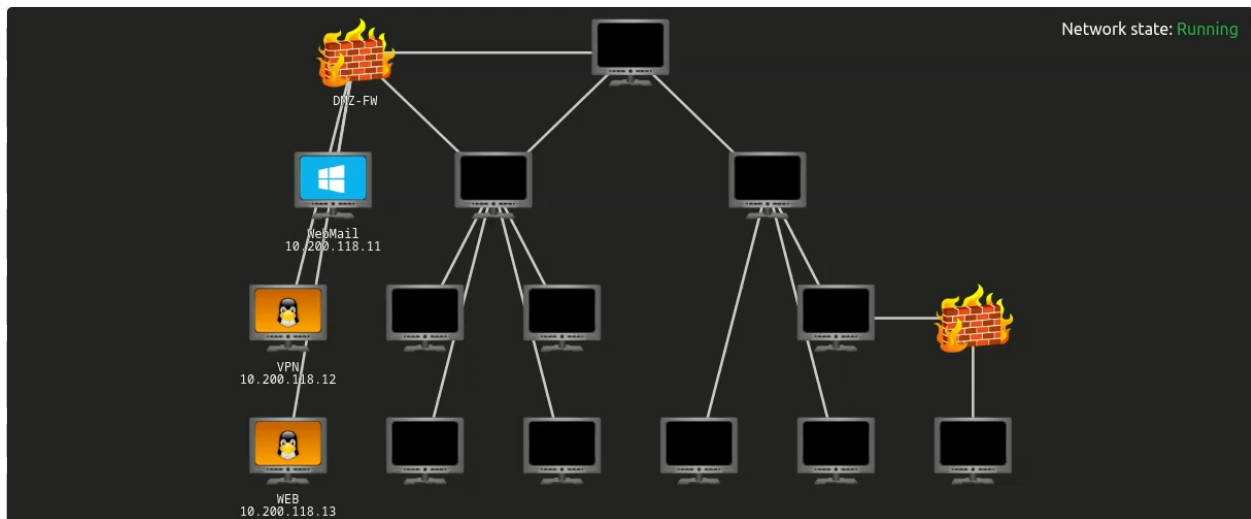 Network state: Running
DMZ-FW
WebMail
10.200.118.11
VPN
10.200.118.12
WEB
10.200.118.13